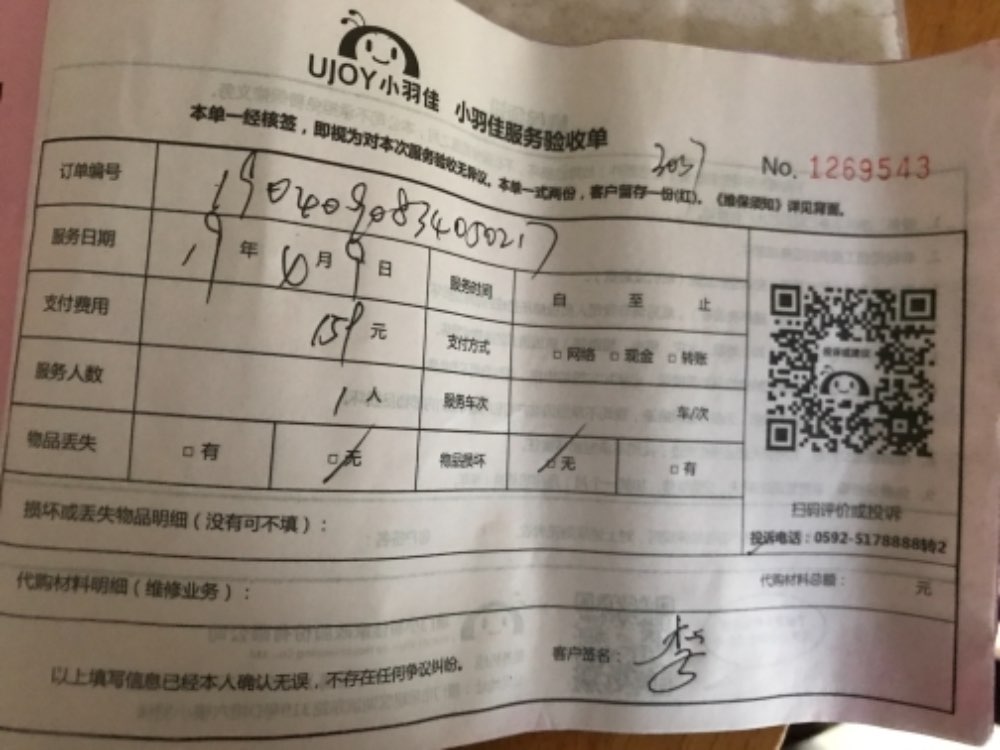 UJOY小羽佳 小羽佳服务验收单
本单一经核签，即视为对本次服务验收无异议。本单一式两份，客户留存一份(红)。《维保须知》详见背面。
3037
No. 1269543
订单编号 1904090834050217
服务日期 19 年 4 月 9 日 服务时间 自 至 止
支付费用 159 元 支付方式 □ 网络 □ 现金 □ 转账
服务人数 1 人 服务车次 车/次
物品丢失 □ 有 □ 无 物品损坏 □ 无 □ 有
扫码评价或投诉
投诉电话：0592-5178888转2
损坏或丢失物品明细（没有可不填）：
代购材料明细（维修业务）： 代购材料总额： 元
以上填写信息已经本人确认无误，不存在任何争议纠纷。 客户签名：